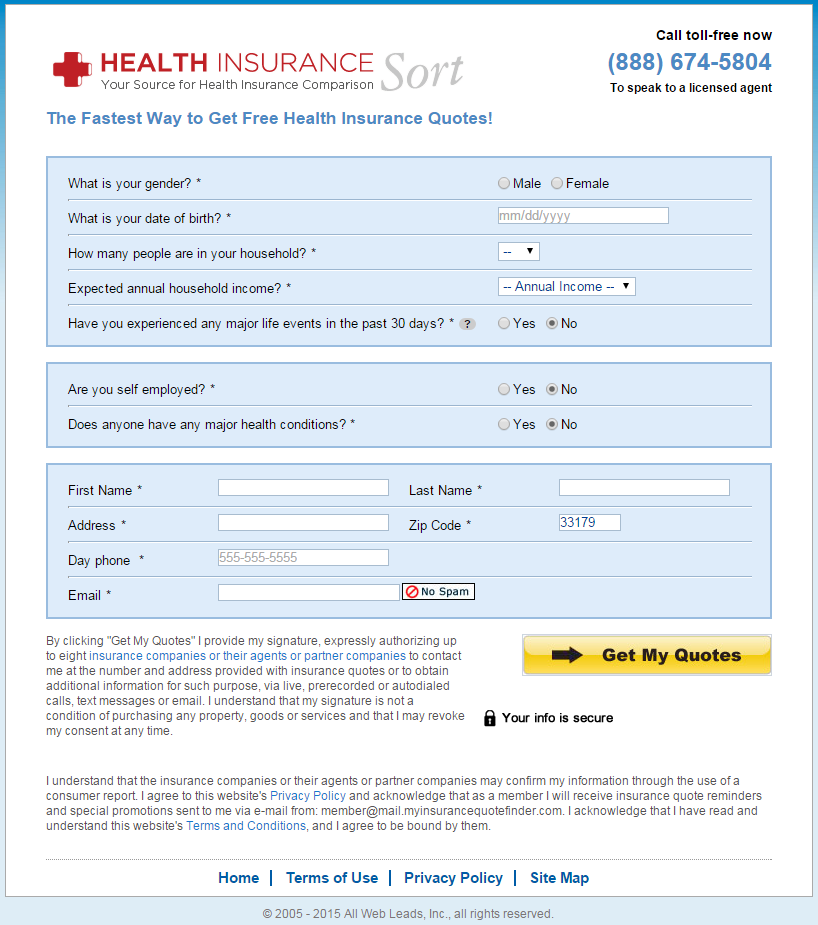 Call toll-free now
HEALTH INSURANCE Sort
(888) 674-5804
Your Source for Health Insurance Comparison
To speak to a licensed agent
The Fastest Way to Get Free Health Insurance Quotes!
What is your gender? * Male Female
What is your date of birth? * mm/dd/yyyy
How many people are in your household? * --
Expected annual household income? * -- Annual Income --
Have you experienced any major life events in the past 30 days? * ? Yes No
Are you self employed? * Yes No
Does anyone have any major health conditions? * Yes No
First Name * Last Name *
Address * Zip Code * 33179
Day phone * 555-555-5555
Email * No Spam
By clicking "Get My Quotes" I provide my signature, expressly authorizing up
to eight insurance companies or their agents or partner companies to contact
me at the number and address provided with insurance quotes or to obtain
additional information for such purpose, via live, prerecorded or autodialed
calls, text messages or email. I understand that my signature is not a
condition of purchasing any property, goods or services and that I may revoke
my consent at any time.
Get My Quotes
Your info is secure
I understand that the insurance companies or their agents or partner companies may confirm my information through the use of a
consumer report. I agree to this website's Privacy Policy and acknowledge that as a member I will receive insurance quote reminders
and special promotions sent to me via e-mail from: member@mail.myinsurancequotefinder.com. I acknowledge that I have read and
understand this website's Terms and Conditions, and I agree to be bound by them.
Home | Terms of Use | Privacy Policy | Site Map
© 2005 - 2015 All Web Leads, Inc., all rights reserved.